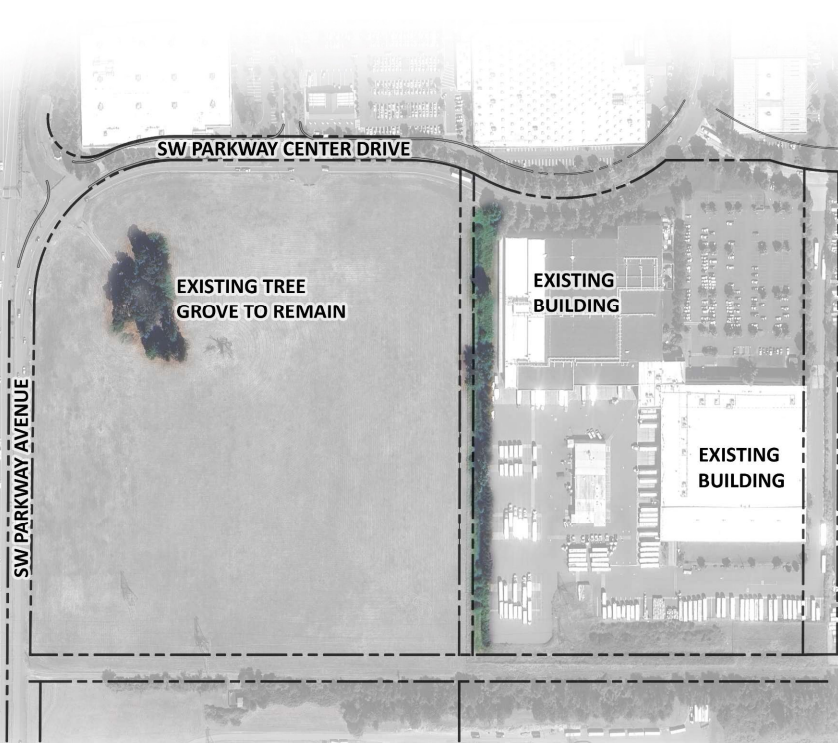 SW PARKWAY CENTER DRIVE
EXISTING TREE
GROVE TO REMAIN
EXISTING
BUILDING
EXISTING
BUILDING
SW PARKWAY AVENUE